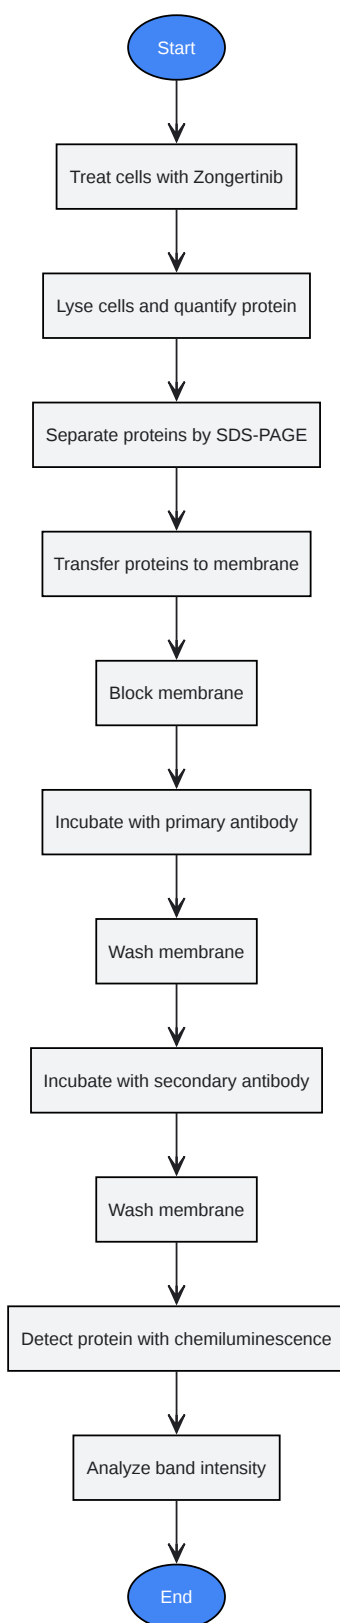 Start
Treat cells with Zongertinib
Lyse cells and quantify protein
Separate proteins by SDS-PAGE
Transfer proteins to membrane
Block membrane
Incubate with primary antibody
Wash membrane
Incubate with secondary antibody
Wash membrane
Detect protein with chemiluminescence
Analyze band intensity
End